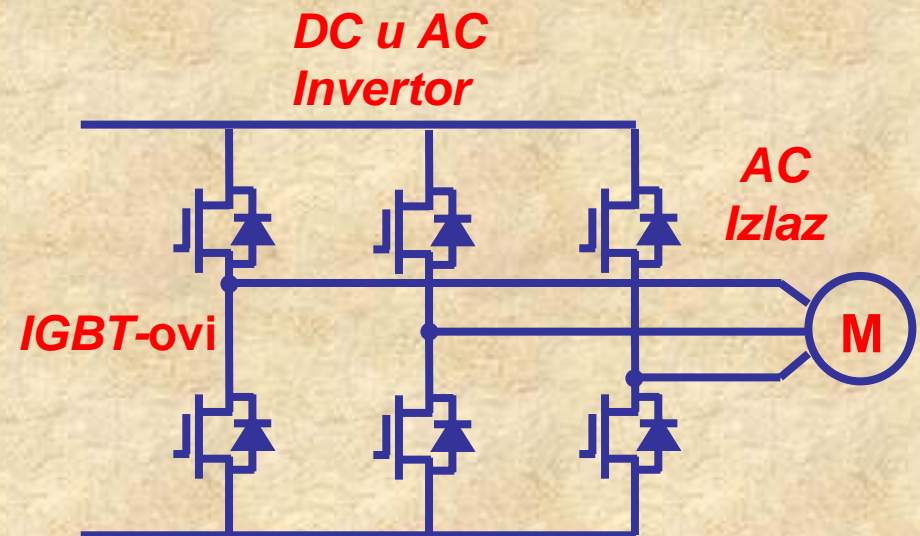 DC u AC
Invertor
AC
Izlaz
IGBT-ovi
M